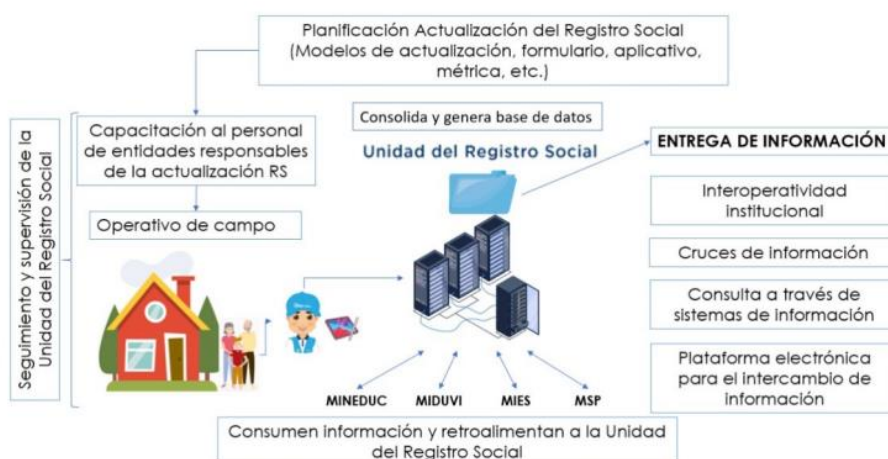 Planificación Actualización del Registro Social
(Modelos de actualización, formulario, aplicativo,
métrica, etc.)
Seguimiento y supervisión de la
Unidad del Registro Social
Capacitación al personal
de entidades responsables
de la actualización RS
Operativo de campo
Consolida y genera base de datos
Unidad del Registro Social
ENTREGA DE INFORMACIÓN
Interoperatividad
institucional
Cruces de información
Consulta a través de
sistemas de información
Plataforma electrónica
para el intercambio de
información
MINEDUC
MIDUVI
MIES
MSP
Consumen información y retroalimentan a la Unidad
del Registro Social